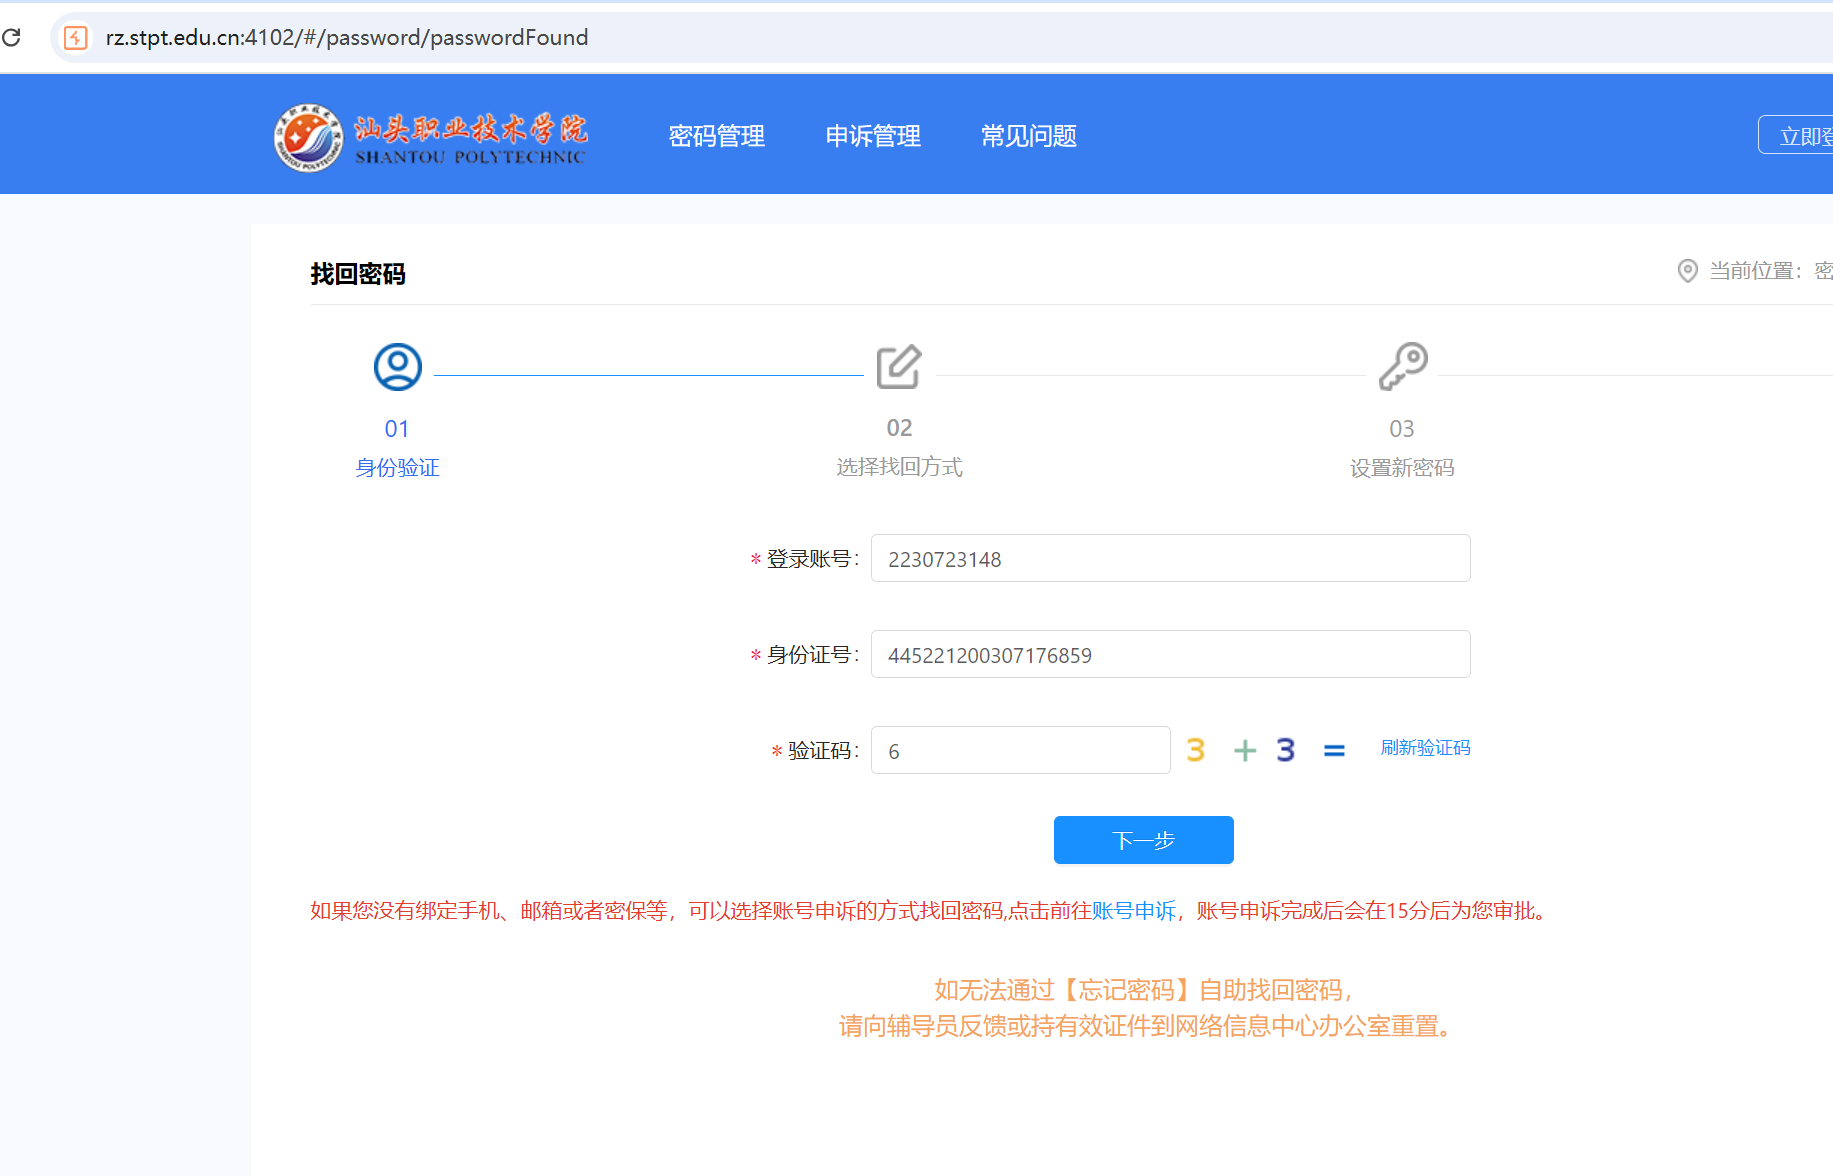 rz.stpt.edu.cn:4102/#/password/passwordFound
汕头职业技术学院
SHANTOU POLYTECHNIC
密码管理
申诉管理
常见问题
立即登
找回密码
当前位置：密
01
身份验证
02
选择找回方式
03
设置新密码
* 登录账号： 2230723148
* 身份证号： 445221200307176859
* 验证码： 6 3 + 3 = 刷新验证码
下一步
如果您没有绑定手机、邮箱或者密保等，可以选择账号申诉的方式找回密码,点击前往账号申诉，账号申诉完成后会在15分后为您审批。
如无法通过【忘记密码】自助找回密码，
请向辅导员反馈或持有效证件到网络信息中心办公室重置。